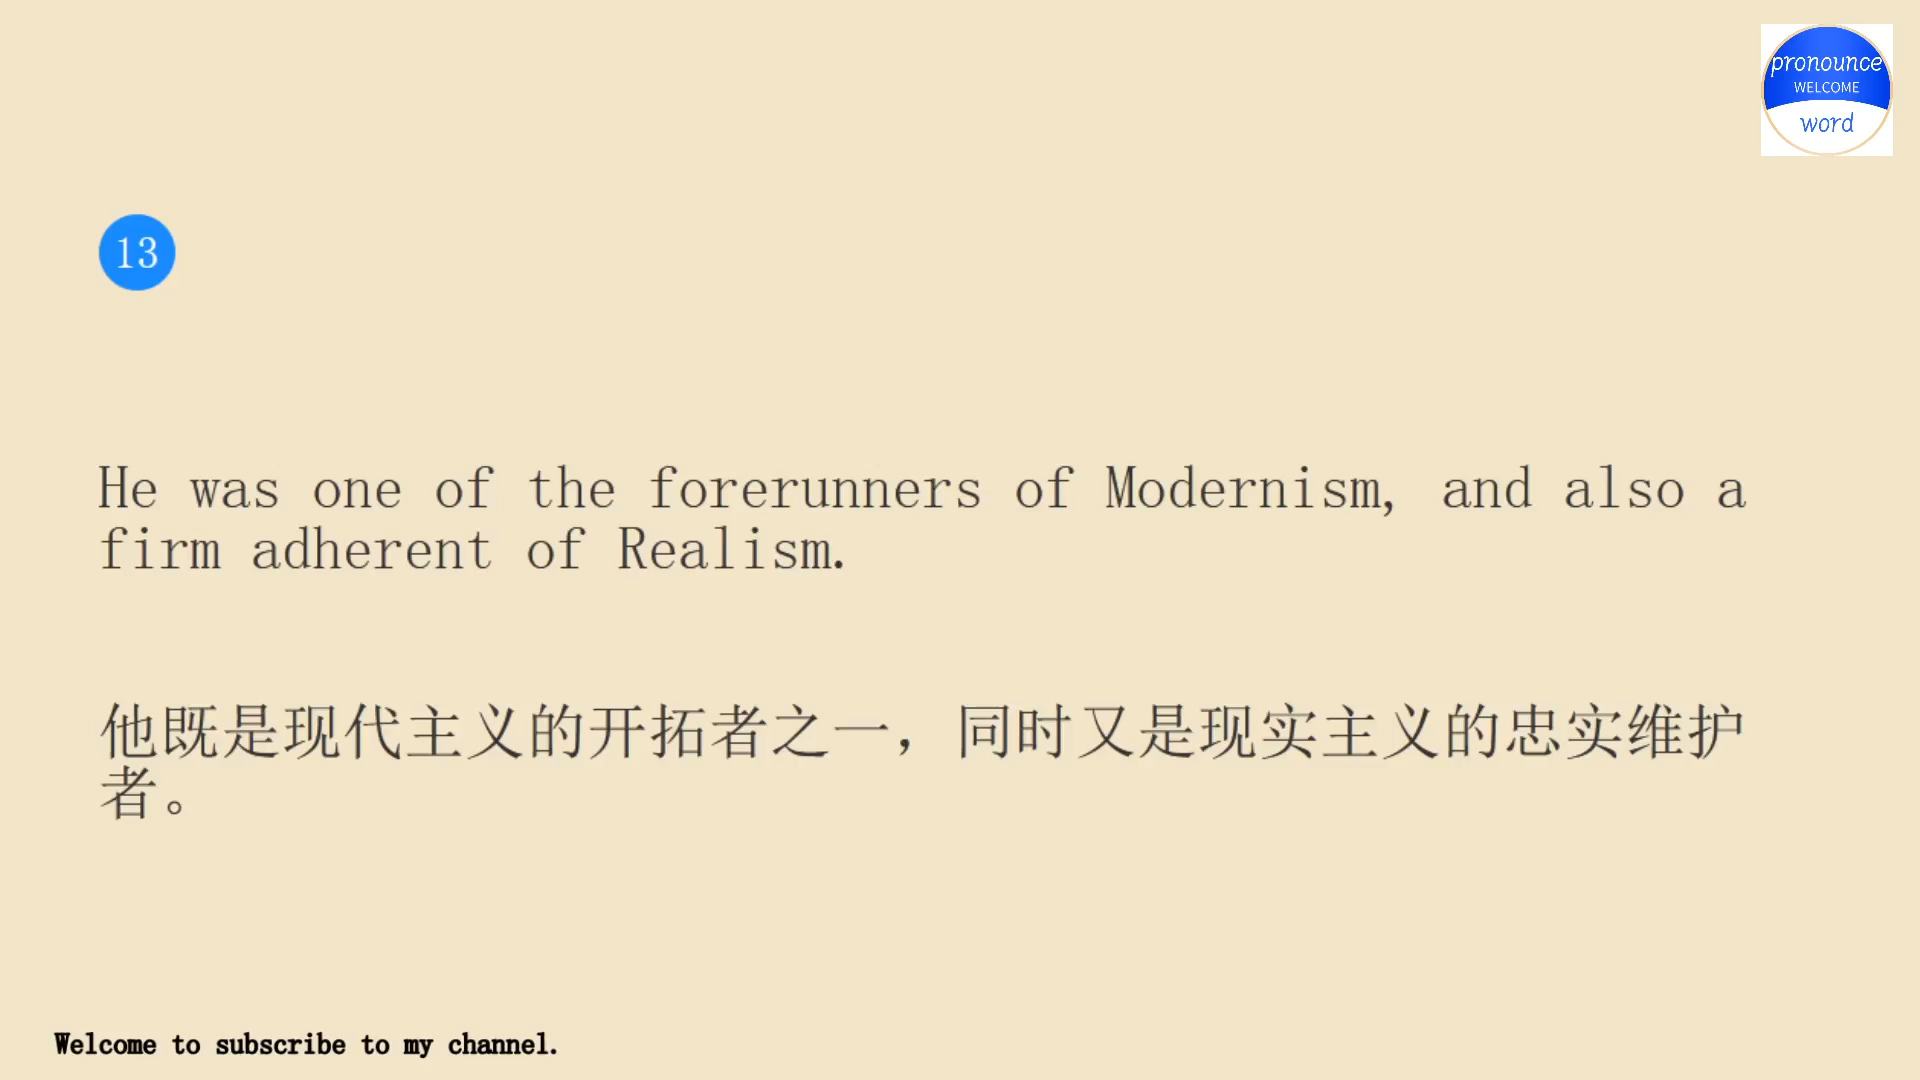 pronounce
WELCOME
word
13
He was one of the forerunners of Modernism, and also a
firm adherent of Realism.
他既是现代主义的开拓者之一，同时又是现实主义的忠实维护
者。
Welcome to subscribe to my channel.